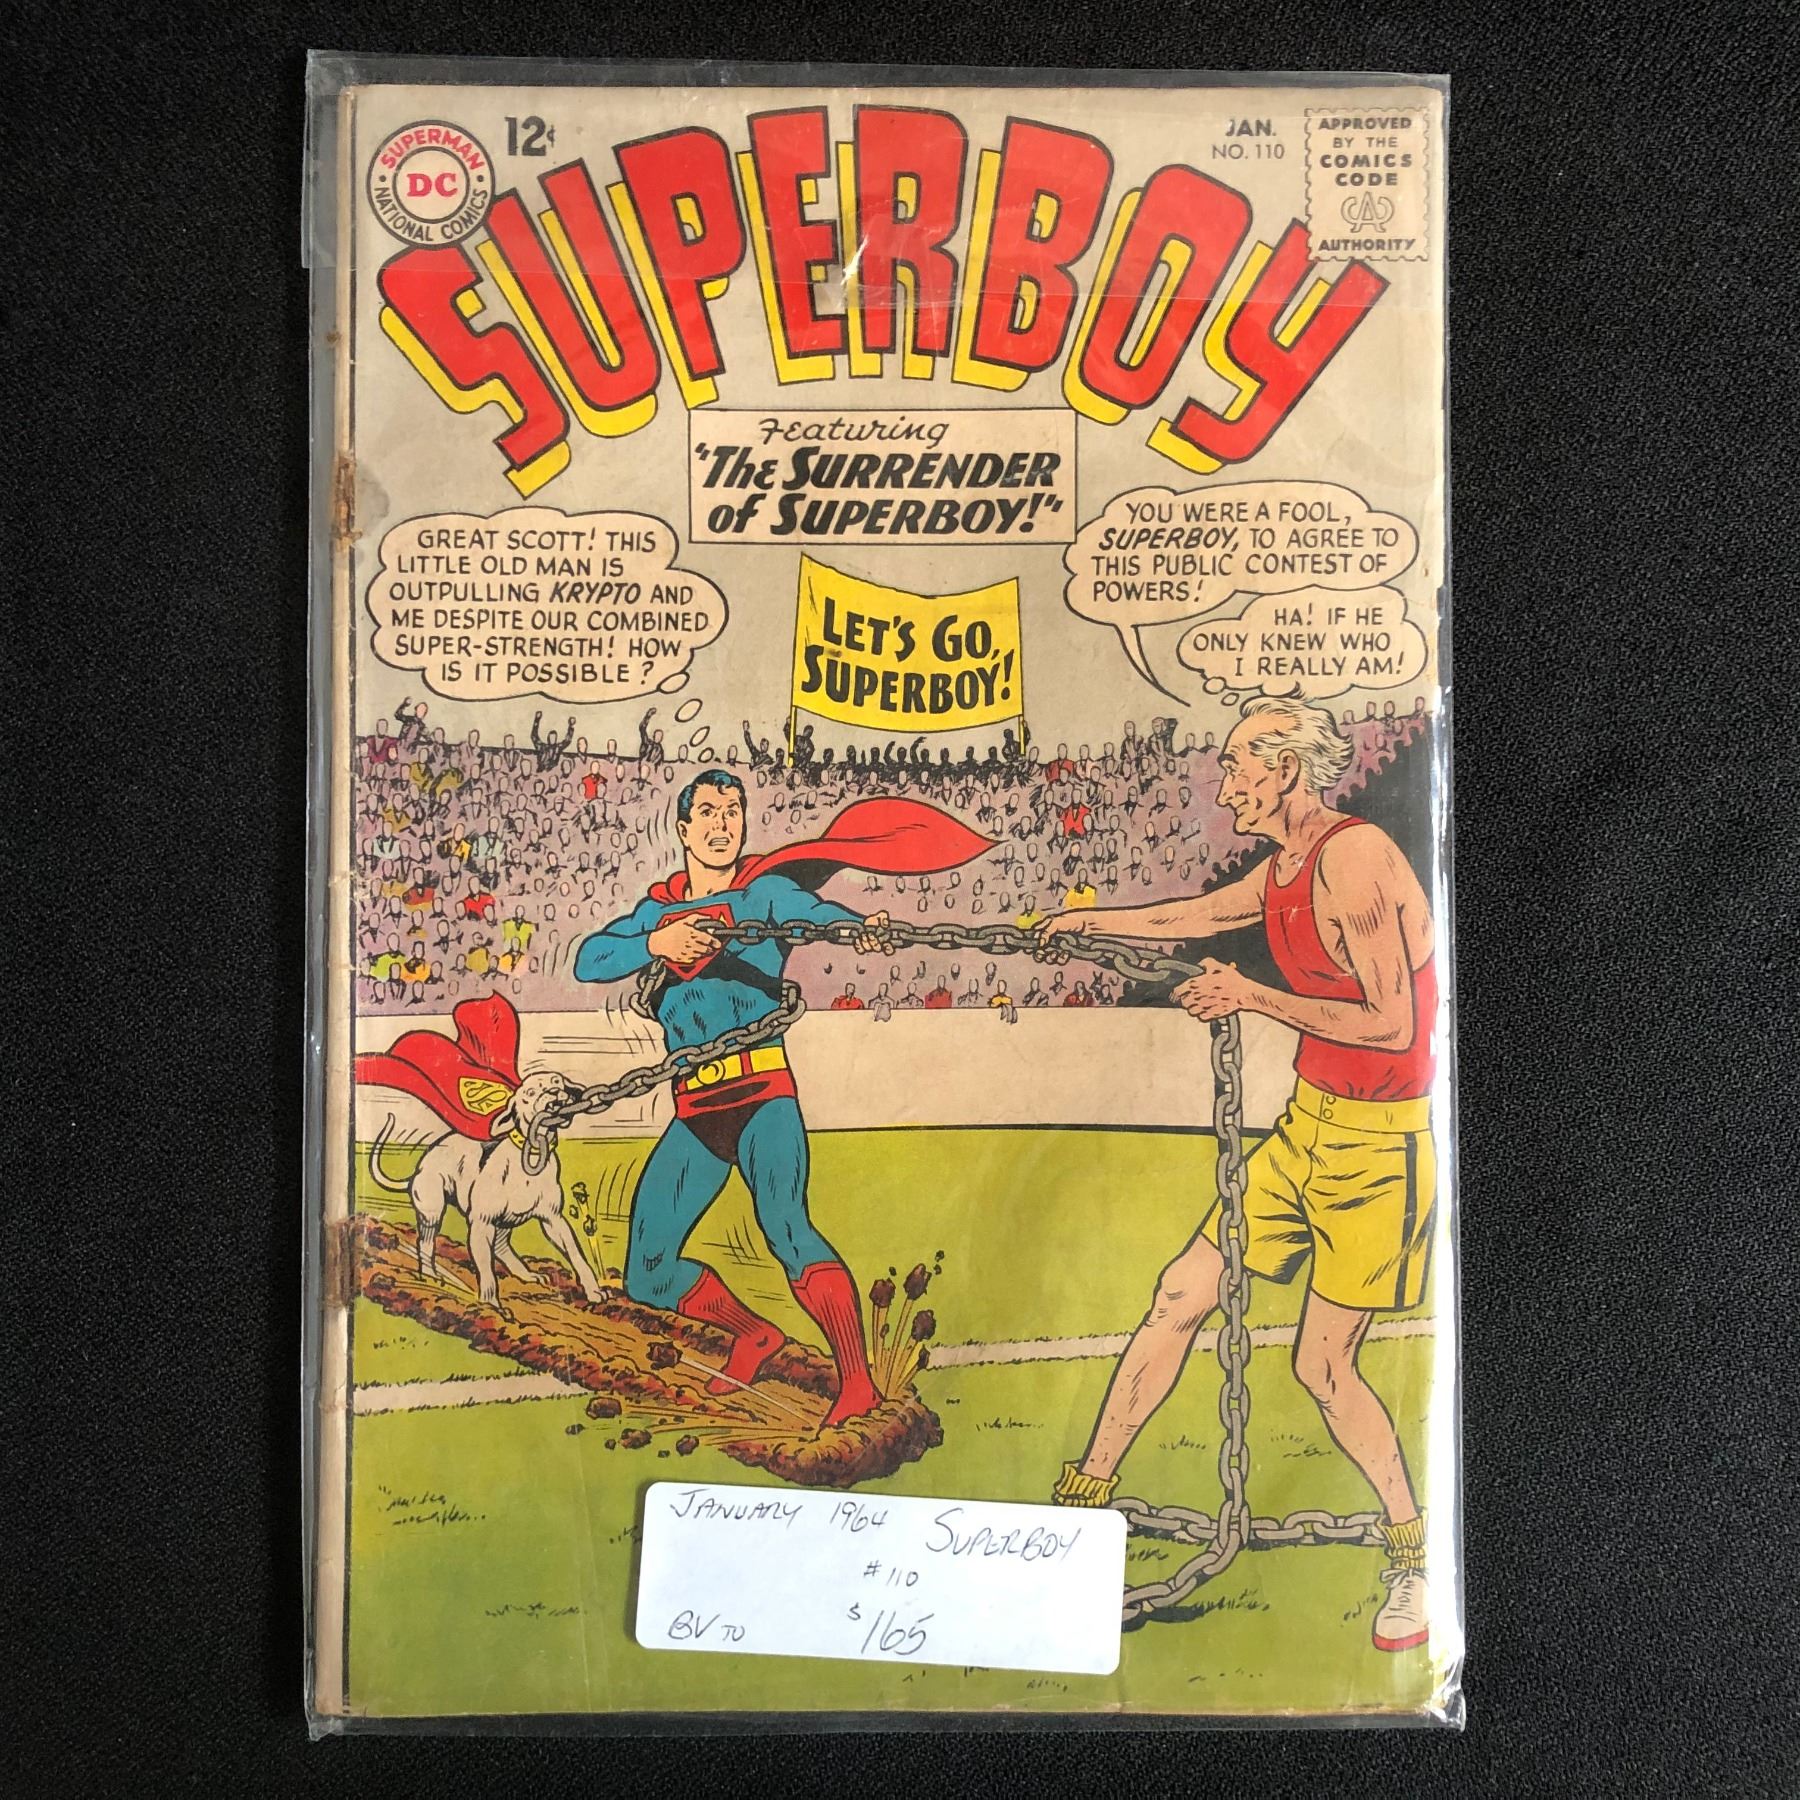 SUPERMAN
DC
NATIONAL COMICS
12¢
JAN.
NO. 110
APPROVED
BY THE
COMICS
CODE
CA
AUTHORITY
SUPERBOY
Featuring
"THE SURRENDER
of SUPERBOY!"
GREAT SCOTT! THIS
LITTLE OLD MAN IS
OUTPULLING KRYPTO AND
ME DESPITE OUR COMBINED
SUPER-STRENGTH! HOW
IS IT POSSIBLE?
LET'S GO,
SUPERBOY!
YOU WERE A FOOL,
SUPERBOY, TO AGREE TO
THIS PUBLIC CONTEST OF
POWERS!
HA! IF HE
ONLY KNEW WHO
I REALLY AM!
JANUARY 1964 SUPERBOY
#110
BV TO $165